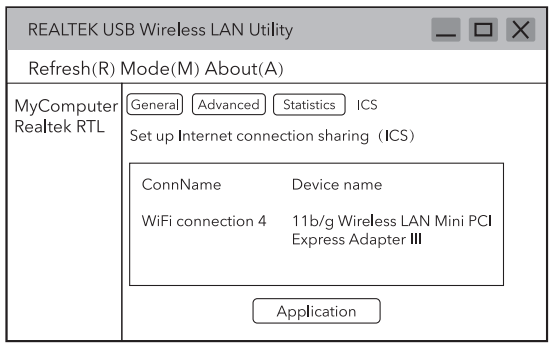 REALTEK USB Wireless LAN Utility
Refresh(R) Mode(M) About(A)
MyComputer
Realtek RTL
General Advanced Statistics ICS
Set up Internet connection sharing (ICS)
ConnName Device name
WiFi connection 4 11b/g Wireless LAN Mini PCI
Express Adapter III
Application